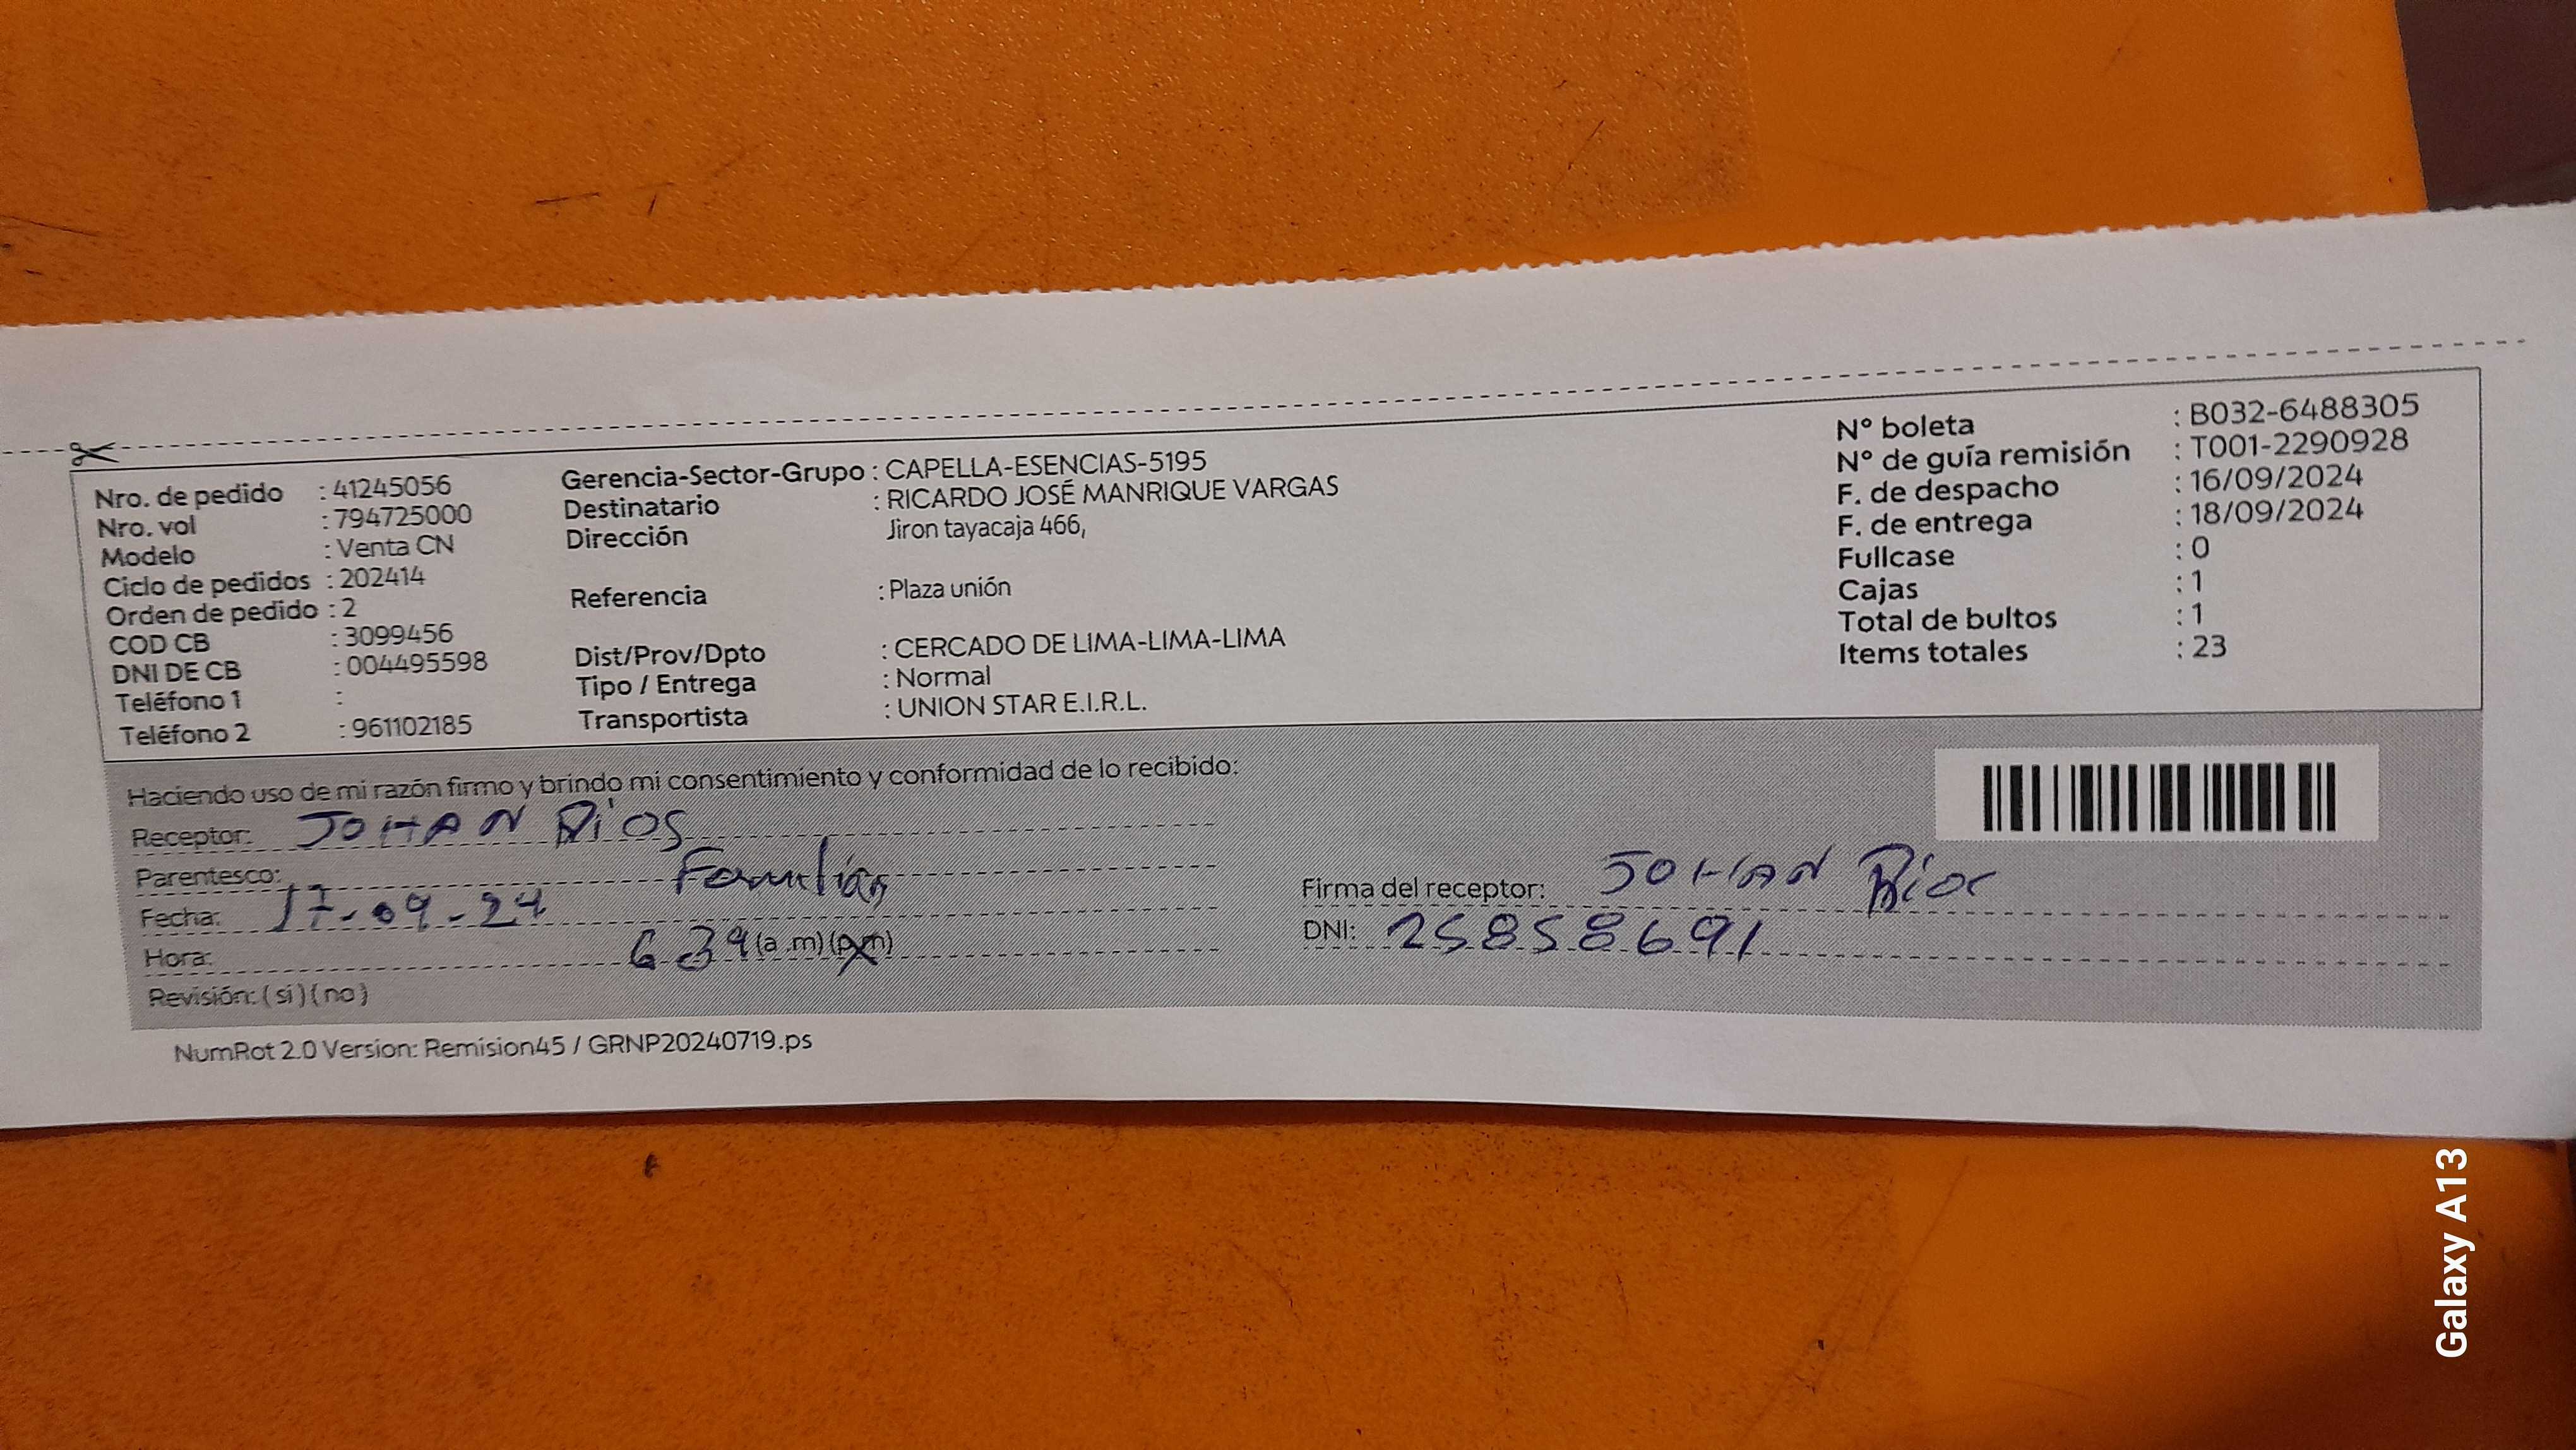 Nro. de pedido : 41245056
Nro. vol : 794725000
Modelo : Venta CN
Ciclo de pedidos : 202414
Orden de pedido : 2
COD CB : 3099456
DNI DE CB : 004495598
Teléfono 1 :
Teléfono 2 : 961102185
Gerencia-Sector-Grupo : CAPELLA-ESENCIAS-5195
Destinatario : RICARDO JOSÉ MANRIQUE VARGAS
Dirección Jiron tayacaja 466,
Referencia : Plaza unión
Dist/Prov/Dpto : CERCADO DE LIMA-LIMA-LIMA
Tipo / Entrega : Normal
Transportista : UNION STAR E.I.R.L.
N° boleta : B032-6488305
N° de guía remisión : T001-2290928
F. de despacho : 16/09/2024
F. de entrega : 18/09/2024
Fullcase : 0
Cajas : 1
Total de bultos : 1
Items totales : 23
Haciendo uso de mi razón firmo y brindo mi consentimiento y conformidad de lo recibido:
Receptor: JOHAN RiOS
Parentesco: Familiar
Fecha: 17-09-24
Hora: 6 39 (a .m) (p.m)
Revisión: ( si ) ( no )
Firma del receptor: JOHAN Rios
DNI: 25858691
NumRot 2.0 Version: Remision45 / GRNP20240719.ps
Galaxy A13